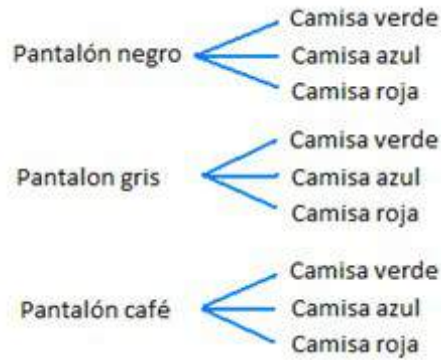 Camisa verde
Pantalón negro Camisa azul
Camisa roja
Camisa verde
Pantalon gris Camisa azul
Camisa roja
Camisa verde
Pantalón café Camisa azul
Camisa roja